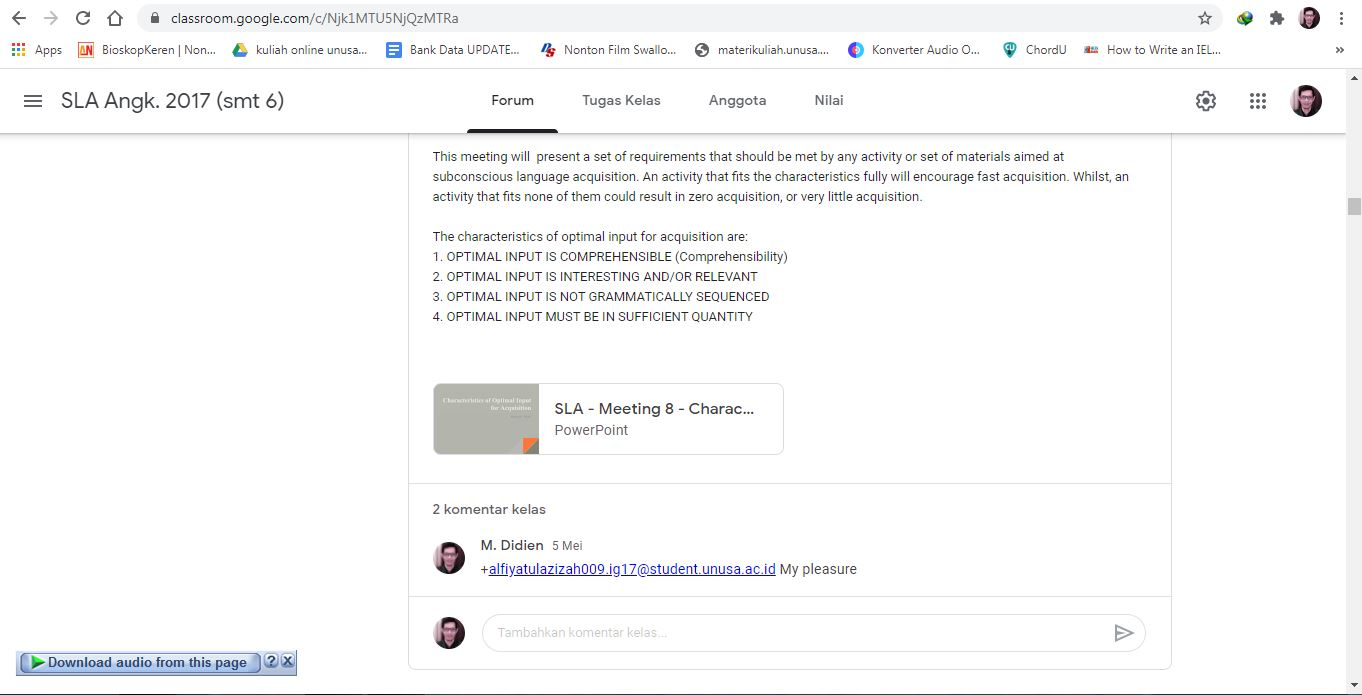 classroom.google.com/c/Njk1MTU5NjQzMTRa
Apps
BioskopKeren | Non...
kuliah online unusa...
Bank Data UPDATE...
Nonton Film Swallo...
materikuliah.unusa....
Konverter Audio O...
ChordU
How to Write an IEL...
»
SLA Angk. 2017 (smt 6)
Forum
Tugas Kelas
Anggota
Nilai
This meeting will present a set of requirements that should be met by any activity or set of materials aimed at
subconscious language acquisition. An activity that fits the characteristics fully will encourage fast acquisition. Whilst, an
activity that fits none of them could result in zero acquisition, or very little acquisition.
The characteristics of optimal input for acquisition are:
1. OPTIMAL INPUT IS COMPREHENSIBLE (Comprehensibility)
2. OPTIMAL INPUT IS INTERESTING AND/OR RELEVANT
3. OPTIMAL INPUT IS NOT GRAMMATICALLY SEQUENCED
4. OPTIMAL INPUT MUST BE IN SUFFICIENT QUANTITY
Characteristics of Optimal Input
for Acquisition
SLA - Meeting 8 - Charac...
PowerPoint
2 komentar kelas
M. Didien 5 Mei
+alfiyatulazizah009.ig17@student.unusa.ac.id My pleasure
Tambahkan komentar kelas...
Download audio from this page ? X